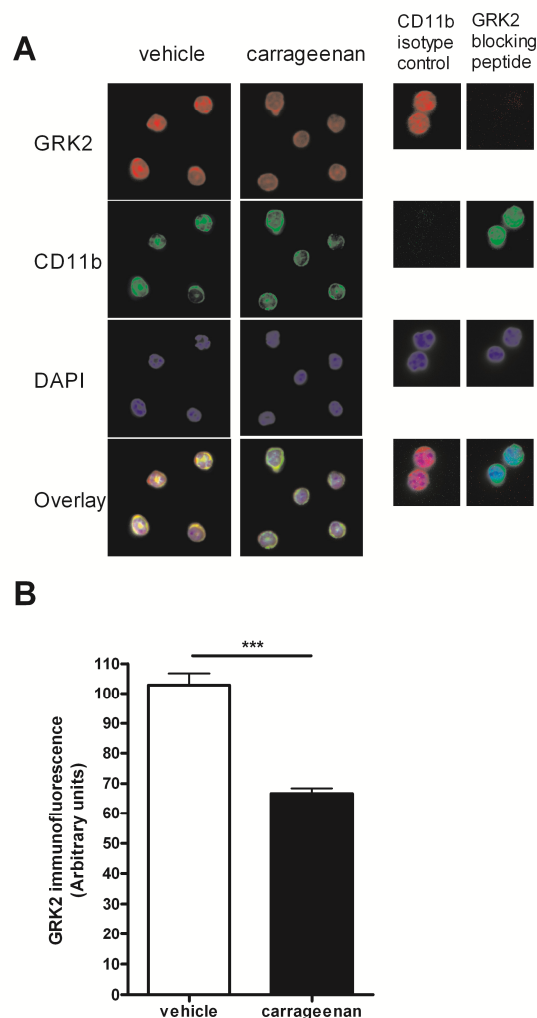 A
vehicle
carrageenan
CD11b
isotype
control
GRK2
blocking
peptide
GRK2
CD11b
DAPI
Overlay
B
***
110
100
90
80
70
60
50
40
30
20
10
0
GRK2 immunofluorescence
(Arbitrary units)
vehicle
carrageenan